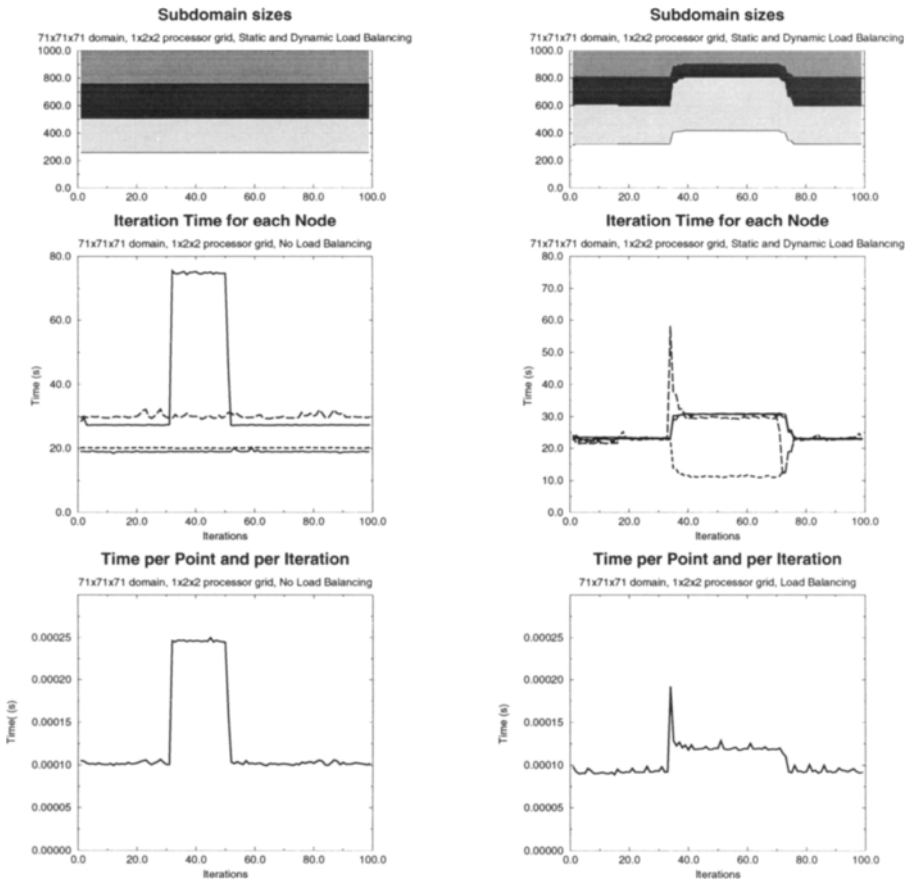 Subdomain sizes
71x71x71 domain, 1x2x2 processor grid, Static and Dynamic Load Balancing
1000.0
800.0
600.0
400.0
200.0
0.0
0.0 20.0 40.0 60.0 80.0 100.0
Iteration Time for each Node
71x71x71 domain, 1x2x2 processor grid, No Load Balancing
80.0
60.0
40.0
20.0
0.0
Time (s)
0.0 20.0 40.0 60.0 80.0 100.0
Iterations
Time per Point and per Iteration
71x71x71 domain, 1x2x2 processor grid, No Load Balancing
0.00025
0.00020
0.00015
0.00010
0.00005
0.00000
Time( (s)
0.0 20.0 40.0 60.0 80.0 100.0
Iterations
Subdomain sizes
71x71x71 domain, 1x2x2 processor grid, Static and Dynamic Load Balancing
1000.0
800.0
600.0
400.0
200.0
0.0
0.0 20.0 40.0 60.0 80.0 100.0
Iteration Time for each Node
71x71x71 domain, 1x2x2 processor grid, Static and Dynamic Load Balancing
80.0
70.0
60.0
50.0
40.0
30.0
20.0
10.0
0.0
Time (s)
0.0 20.0 40.0 60.0 80.0 100.0
Iterations
Time per Point and per Iteration
71x71x71 domain, 1x2x2 processor grid, Load Balancing
0.00025
0.00020
0.00015
0.00010
0.00005
0.00000
Time (s)
0.0 20.0 40.0 60.0 80.0 100.0
Iterations